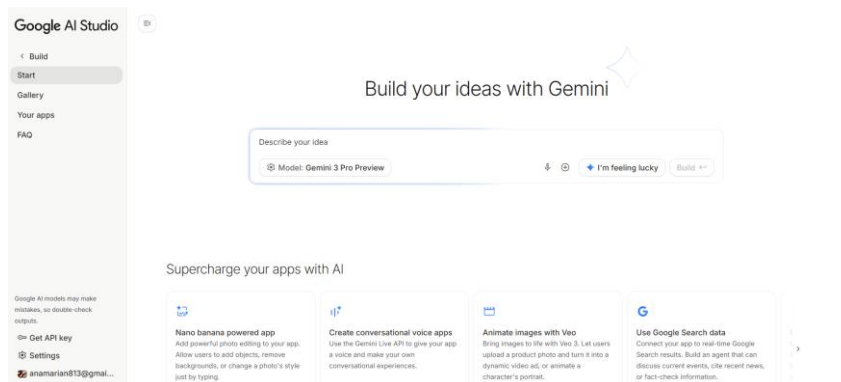 Google AI Studio
Build
Start
Gallery
Your apps
FAQ
Google AI models may make
mistakes, so double-check
outputs.
Get API key
Settings
anamarian813@gmai...
Build your ideas with Gemini
Describe your idea
Model: Gemini 3 Pro Preview
I'm feeling lucky
Build
Supercharge your apps with AI
Nano banana powered app
Add powerful photo editing to your app.
Allow users to add objects, remove
backgrounds, or change a photo's style
just by typing.
Create conversational voice apps
Use the Gemini Live API to give your app
a voice and make your own
conversational experiences.
Animate images with Veo
Bring images to life with Veo 3. Let users
upload a product photo and turn it into a
dynamic video ad, or animate a
character's portrait.
Use Google Search data
Connect your app to real-time Google
Search results. Build an agent that can
discuss current events, cite recent news,
or fact-check information.